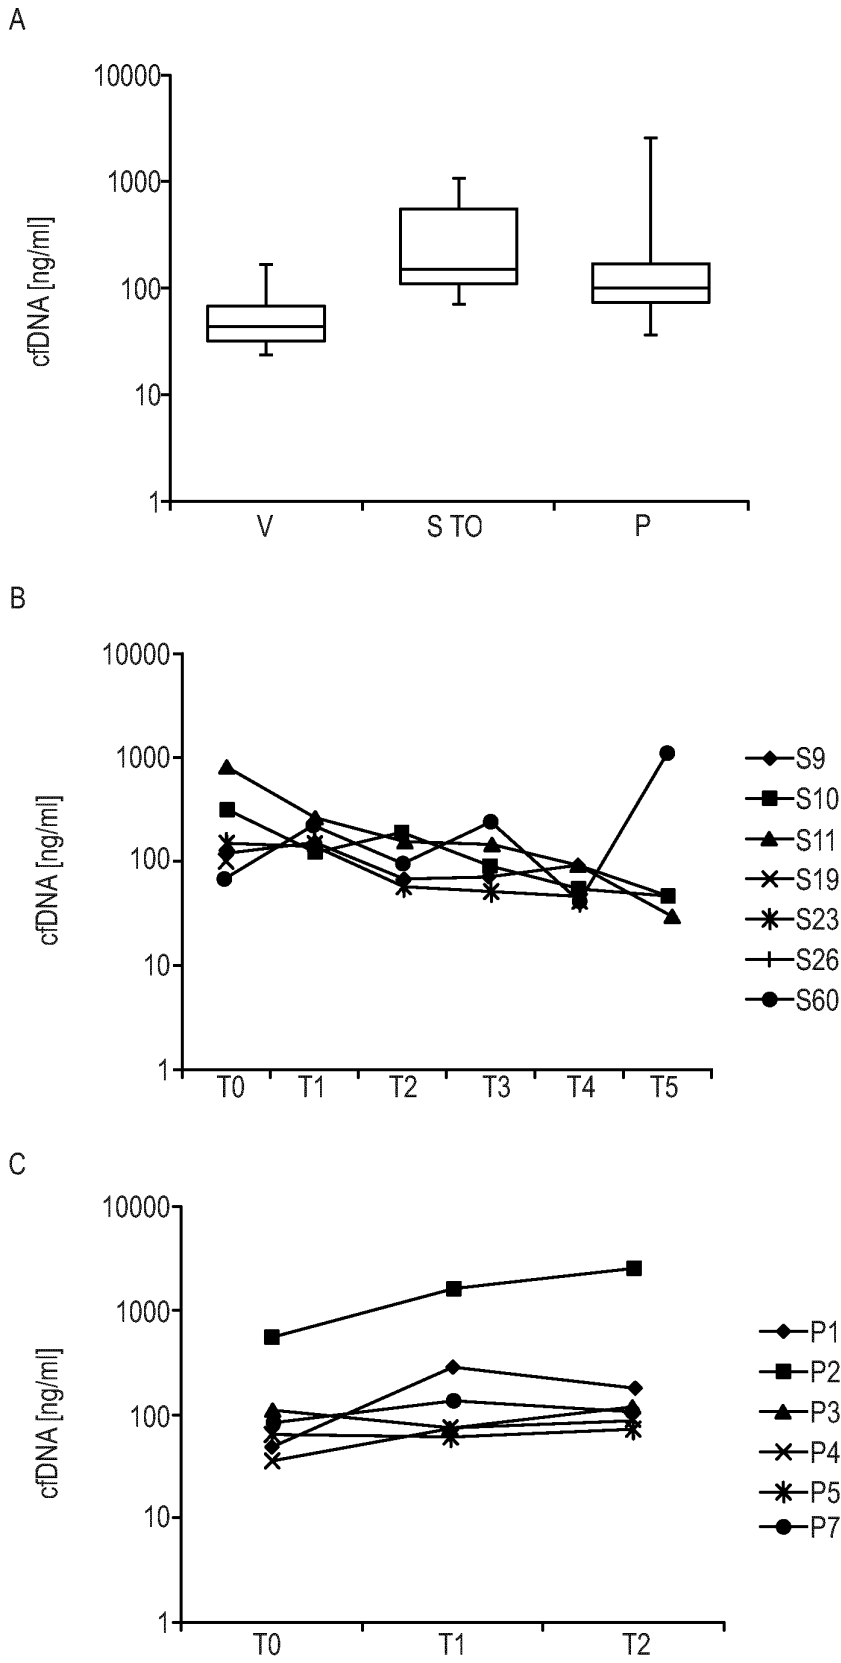 A
10000
1000
100
10
1
cfDNA [ng/ml]
V
S TO
P
B
10000
1000
100
10
1
cfDNA [ng/ml]
T0
T1
T2
T3
T4
T5
S9
S10
S11
S19
S23
S26
S60
C
10000
1000
100
10
1
cfDNA [ng/ml]
T0
T1
T2
P1
P2
P3
P4
P5
P7